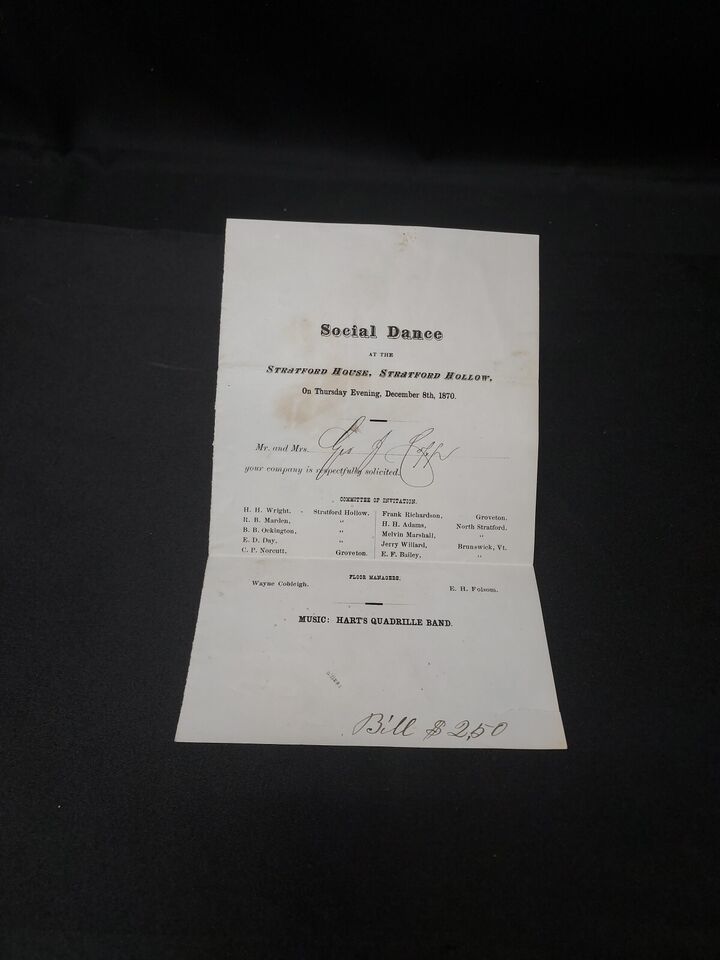 Social Dance
AT THE
STRATFORD HOUSE, STRATFORD HOLLOW,
On Thursday Evening, December 8th, 1870.
Mr. and Mrs. Geo J. Copp
your company is respectfully solicited.
COMMITTEE OF INVITATION.
H. H. Wright, - Stratford Hollow.
R. B. Marden, "
B. B. Ockington, "
E. D. Day, "
C. P. Norcutt, Groveton.
Frank Richardson, Groveton.
H. H. Adams, North Stratford.
Melvin Marshall, "
Jerry Willard, Brunswick, Vt.
E. F. Bailey, "
FLOOR MANAGERS.
Wayne Cobleigh. E. H. Folsom.
MUSIC: HART'S QUADRILLE BAND.
Bill $2,50